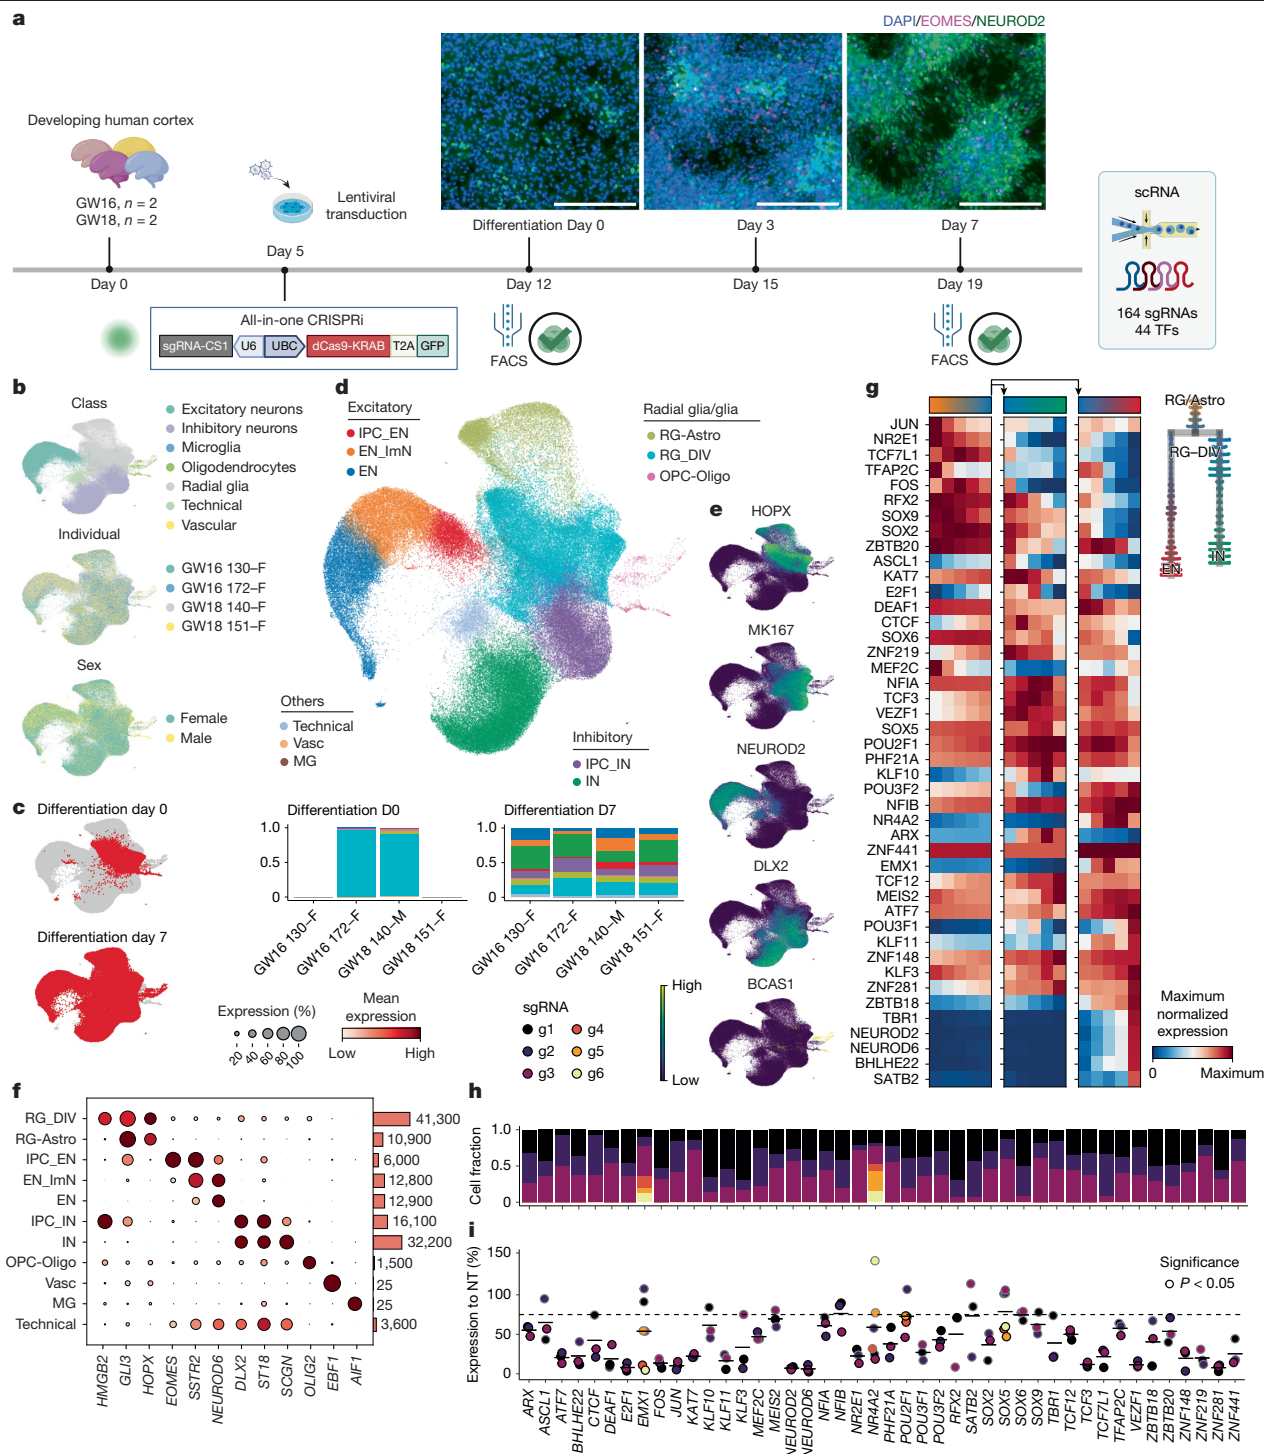 a
DAPI/EOMES/NEUROD2
Developing human cortex
GW16, n = 2
GW18, n = 2
Lentiviral
transduction
Differentiation Day 0
Day 3
Day 7
Day 5
Day 0
Day 12
Day 15
Day 19
All-in-one CRISPRi
sgRNA-CS1
U6
UBC
dCas9-KRAB
T2A
GFP
FACS
FACS
scRNA
164 sgRNAs
44 TFs
b
Class
Excitatory neurons
Inhibitory neurons
Microglia
Oligodendrocytes
Radial glia
Technical
Vascular
Individual
GW16 130–F
GW16 172–F
GW18 140–F
GW18 151–F
Sex
Female
Male
c
Differentiation day 0
Differentiation day 7
Differentiation D0
1.0
0.5
0
GW16 130–F
GW16 172–F
GW18 140–M
GW18 151–F
Differentiation D7
1.0
0.5
0
GW16 130–F
GW16 172–F
GW18 140–M
GW18 151–F
d
Excitatory
IPC_EN
EN_ImN
EN
Radial glia/glia
RG-Astro
RG_DIV
OPC-Oligo
Others
Technical
Vasc
MG
Inhibitory
IPC_IN
IN
e
HOPX
MK167
NEUROD2
DLX2
BCAS1
High
Low
Expression (%)
20
40
60
80
100
Mean
expression
Low
High
sgRNA
g1
g2
g3
g4
g5
g6
f
RG_DIV
RG-Astro
IPC_EN
EN_ImN
EN
IPC_IN
IN
OPC-Oligo
Vasc
MG
Technical
41,300
10,900
6,000
12,800
12,900
16,100
32,200
1,500
25
25
3,600
HMGB2
GLI3
HOPX
EOMES
SSTR2
NEUROD6
DLX2
ST18
SCGN
OLIG2
EBF1
AIF1
g
JUN
NR2E1
TCF7L1
TFAP2C
FOS
RFX2
SOX9
SOX2
ZBTB20
ASCL1
KAT7
E2F1
DEAF1
CTCF
SOX6
ZNF219
MEF2C
NFIA
TCF3
VEZF1
SOX5
POU2F1
PHF21A
KLF10
POU3F2
NFIB
NR4A2
ARX
ZNF441
EMX1
TCF12
MEIS2
ATF7
POU3F1
KLF11
ZNF148
KLF3
ZNF281
ZBTB18
TBR1
NEUROD2
NEUROD6
BHLHE22
SATB2
RG/Astro
RG–DIV
EN
IN
Maximum
normalized
expression
0
Maximum
h
Cell fraction
1.0
0.5
0
i
Expression to NT (%)
150
100
50
0
Significance
P < 0.05
ARX
ASCL1
ATF7
BHLHE22
CTCF
DEAF1
E2F1
EMX1
FOS
JUN
KAT7
KLF10
KLF11
KLF3
MEF2C
MEIS2
NEUROD2
NEUROD6
NFIA
NFIB
NR2E1
NR4A2
PHF21A
POU2F1
POU3F1
POU3F2
RFX2
SATB2
SOX2
SOX5
SOX6
SOX9
TBR1
TCF12
TCF3
TCF7L1
TFAP2C
VEZF1
ZBTB18
ZBTB20
ZNF148
ZNF219
ZNF281
ZNF441